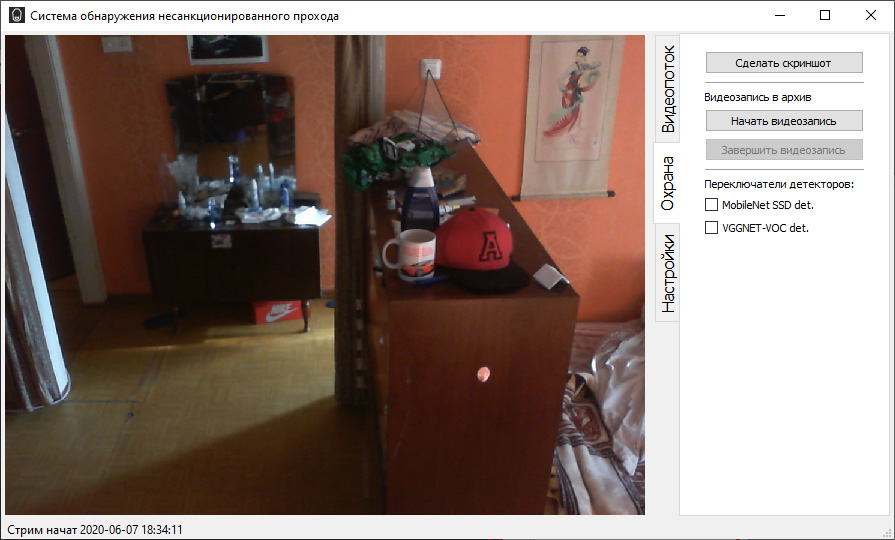 Система обнаружения несанкционированного прохода
Видеопоток
Охрана
Настройки
Сделать скриншот
Видеозапись в архив
Начать видеозапись
Завершить видеозапись
Переключатели детекторов:
MobileNet SSD det.
VGGNET-VOC det.
A
NIKE
Стрим начат 2020-06-07 18:34:11